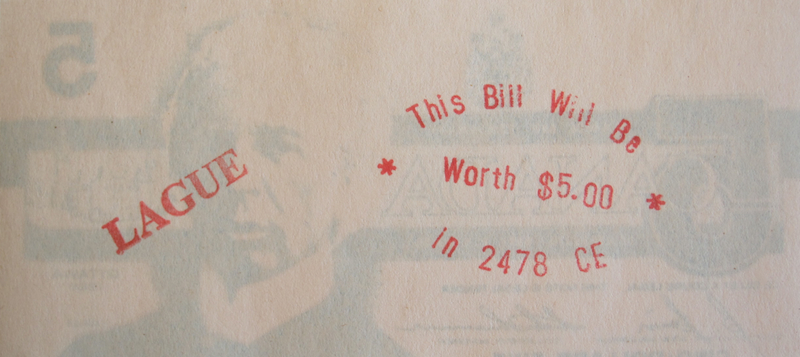 LAGUE
This Bill Will Be
* Worth $5.00 *
in 2478 CE